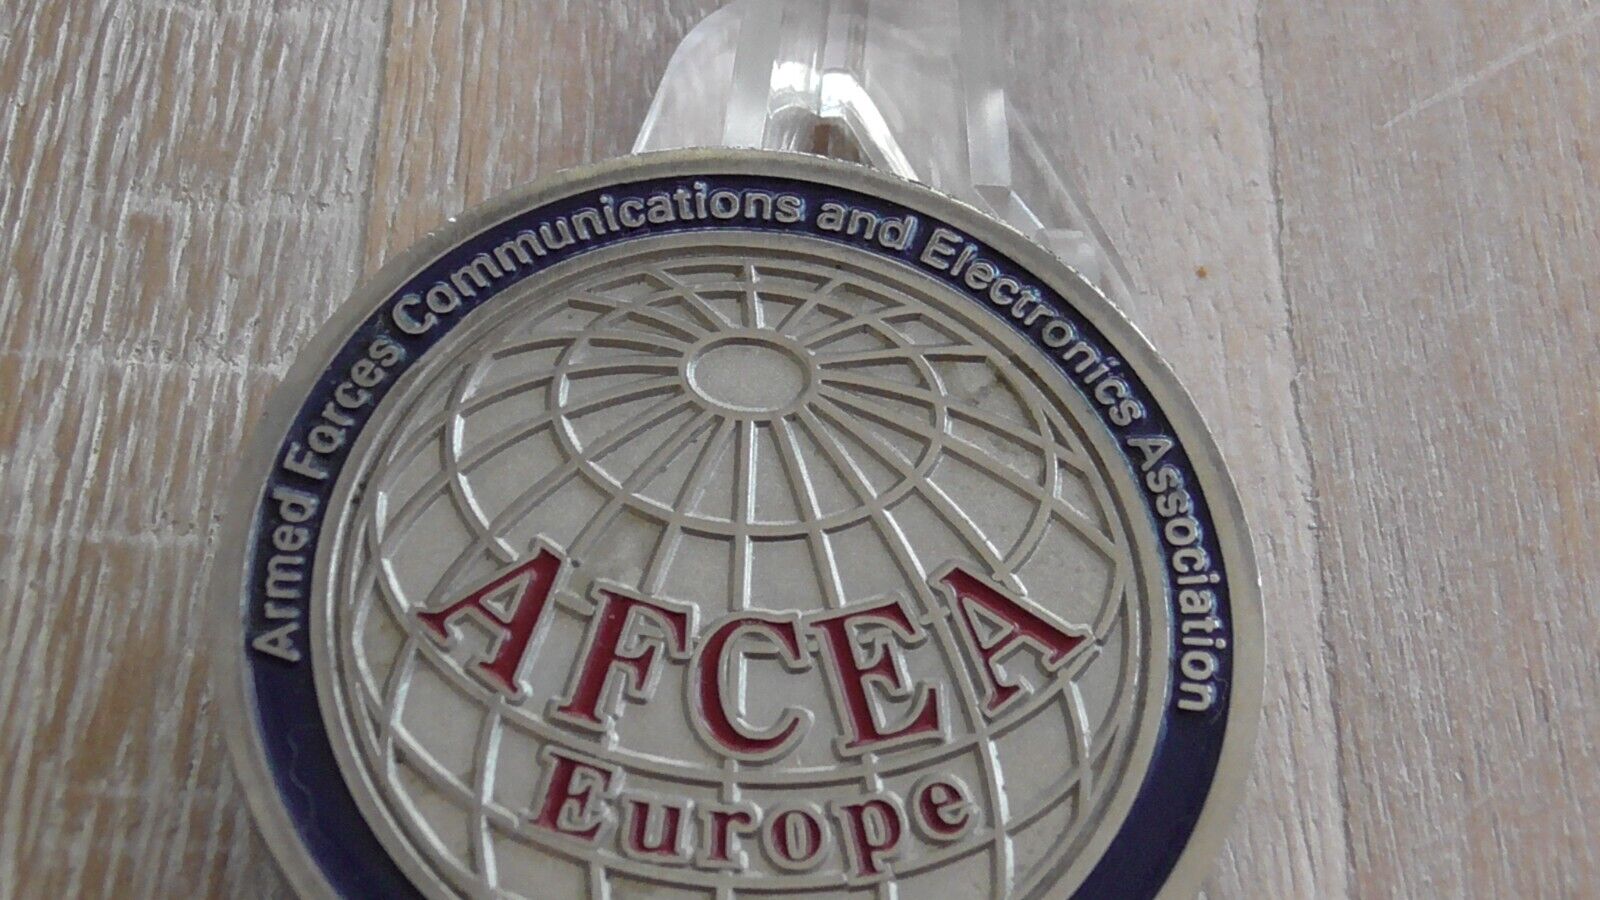 Armed Forces Communications and Electronics Association
AFCEA
Europe